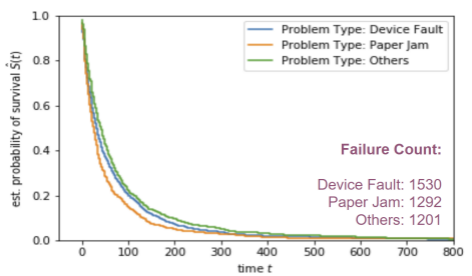 1.0
0.8
0.6
0.4
0.2
0.0
est. probability of survival Ŝ(t)
Problem Type: Device Fault
Problem Type: Paper Jam
Problem Type: Others
Failure Count:
Device Fault: 1530
Paper Jam: 1292
Others: 1201
0 100 200 300 400 500 600 700 800
time t